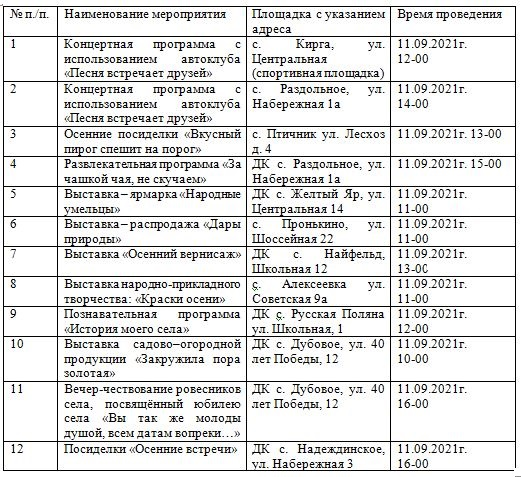 № п./п. Наименование мероприятия Площадка с указанием адреса Время проведения
1 Концертная программа с использованием автоклуба «Песня встречает друзей» с. Кирга, ул. Центральная (спортивная площадка) 11.09.2021г. 12-00
2 Концертная программа с использованием автоклуба «Песня встречает друзей» с. Раздольное, ул. Набережная 1а 11.09.2021г. 14-00
3 Осенние посиделки «Вкусный пирог спешит на порог» с. Птичник ул. Лесхоз д. 4 11.09.2021г. 13-00
4 Развлекательная программа «За чашкой чая, не скучаем» ДК с. Раздольное, ул. Набережная 1а 11.09.2021г. 15-00
5 Выставка – ярмарка «Народные умельцы» ДК с. Желтый Яр, ул. Центральная 14 11.09.2021г. 11-00
6 Выставка – распродажа «Дары природы» с. Пронькино, ул. Шоссейная 22 11.09.2021г. 11-00
7 Выставка «Осенний вернисаж» ДК с. Найфельд, Школьная 12 11.09.2021г. 13-00
8 Выставка народно-прикладного творчества: «Краски осени» с. Алексеевка ул. Советская 9а 11.09.2021г. 11-00
9 Познавательная программа «История моего села» ДК с. Русская Поляна ул. Школьная, 1 11.09.2021г. 12-00
10 Выставка садово–огородной продукции «Закружила пора золотая» ДК с. Дубовое, ул. 40 лет Победы, 12 11.09.2021г. 10-00
11 Вечер-чествование ровесников села, посвящённый юбилею села «Вы так же молоды душой, всем датам вопреки…» ДК с. Дубовое, ул. 40 лет Победы, 12 11.09.2021г. 16-00
12 Посиделки «Осенние встречи» ДК с. Надеждинское, ул. Набережная 3 11.09.2021г. 16-00